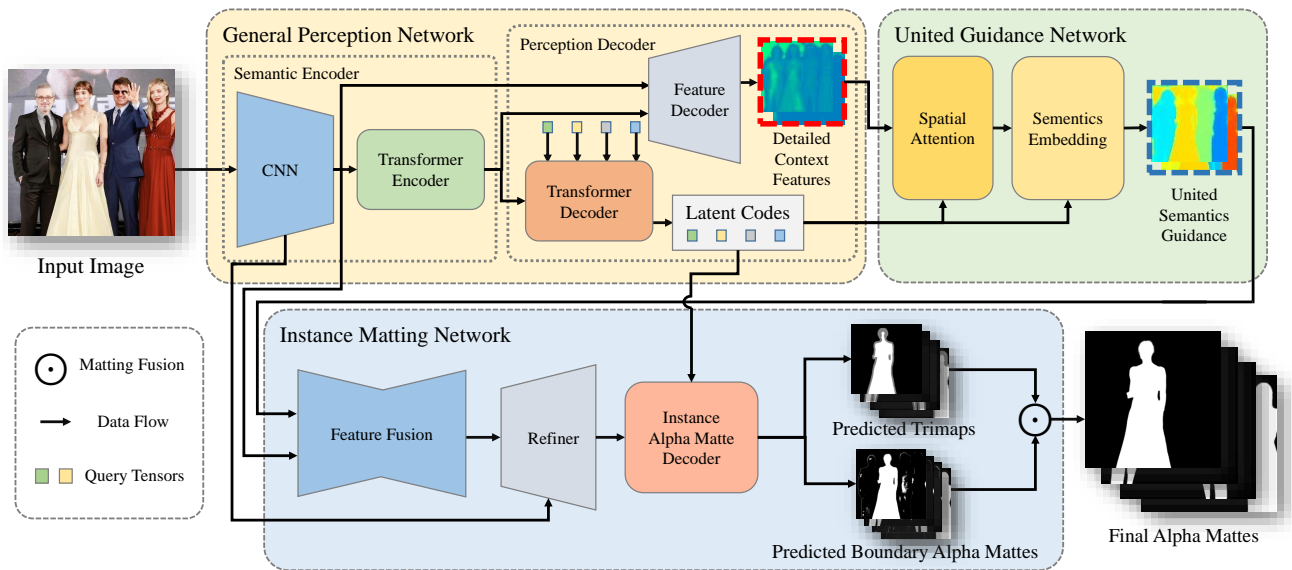 General Perception Network
Semantic Encoder
CNN
Transformer
Encoder
Perception Decoder
Feature
Decoder
Transformer
Decoder
Detailed
Context
Features
Latent Codes
United Guidance Network
Spatial
Attention
Sementics
Embedding
United
Semantics
Guidance
Input Image
Matting Fusion
Data Flow
Query Tensors
Instance Matting Network
Feature Fusion
Refiner
Instance
Alpha Matte
Decoder
Predicted Trimaps
Predicted Boundary Alpha Mattes
Final Alpha Mattes